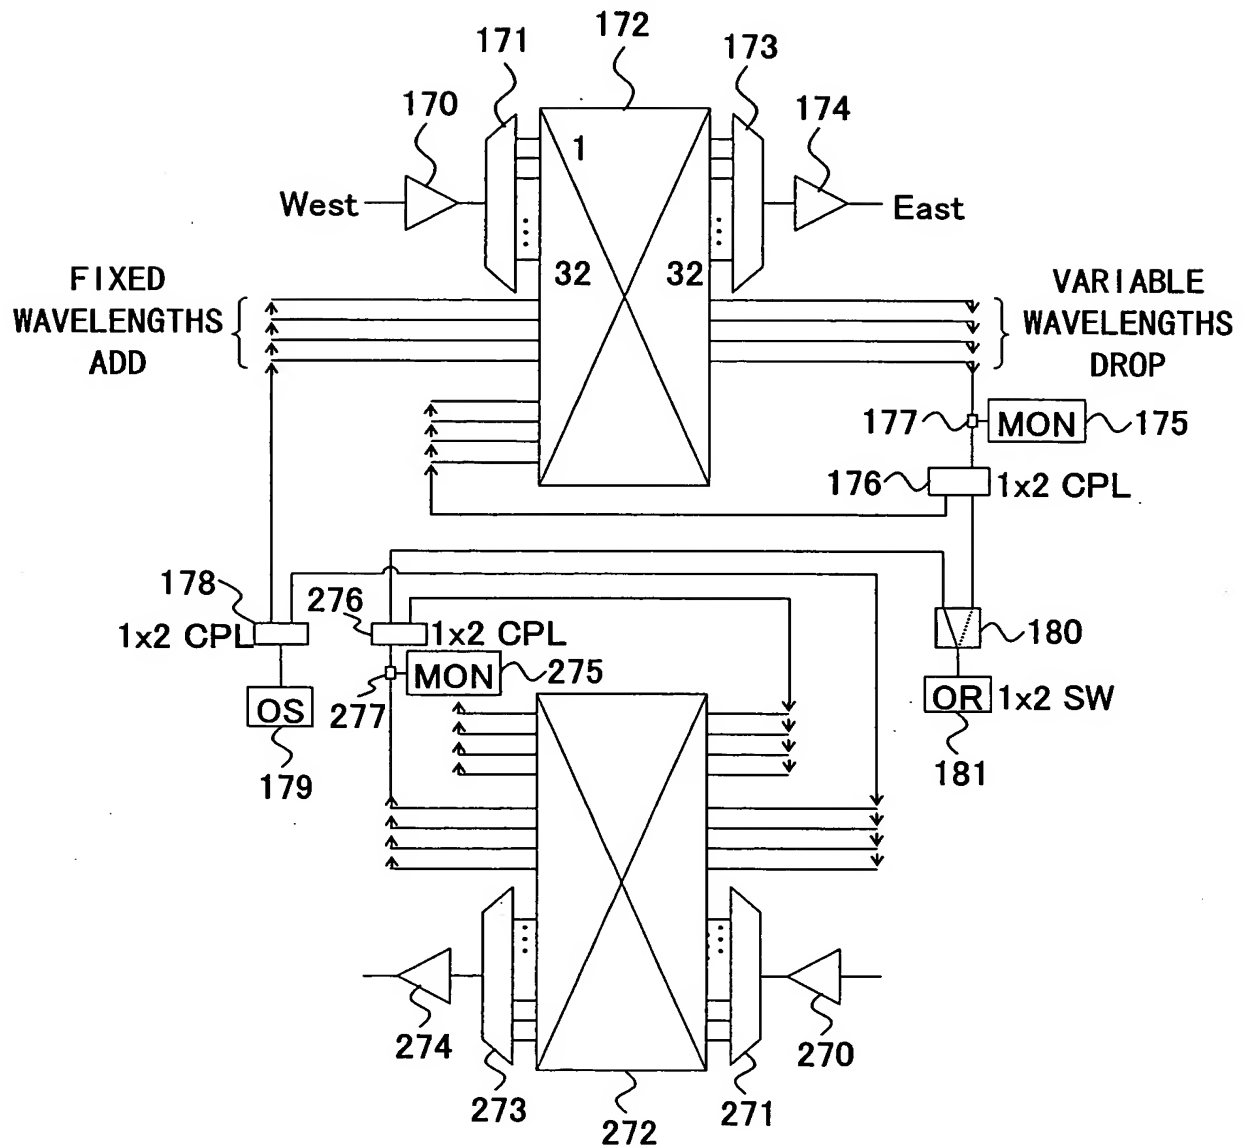 172
171
173
170
174
1
West
East
32
32
FIXED
WAVELENGTHS
ADD
VARIABLE
WAVELENGTHS
DROP
177
MON
175
176
1x2 CPL
178
276
1x2 CPL
1x2 CPL
180
MON
275
OS
277
OR
1x2 SW
179
181
274
270
273
271
272